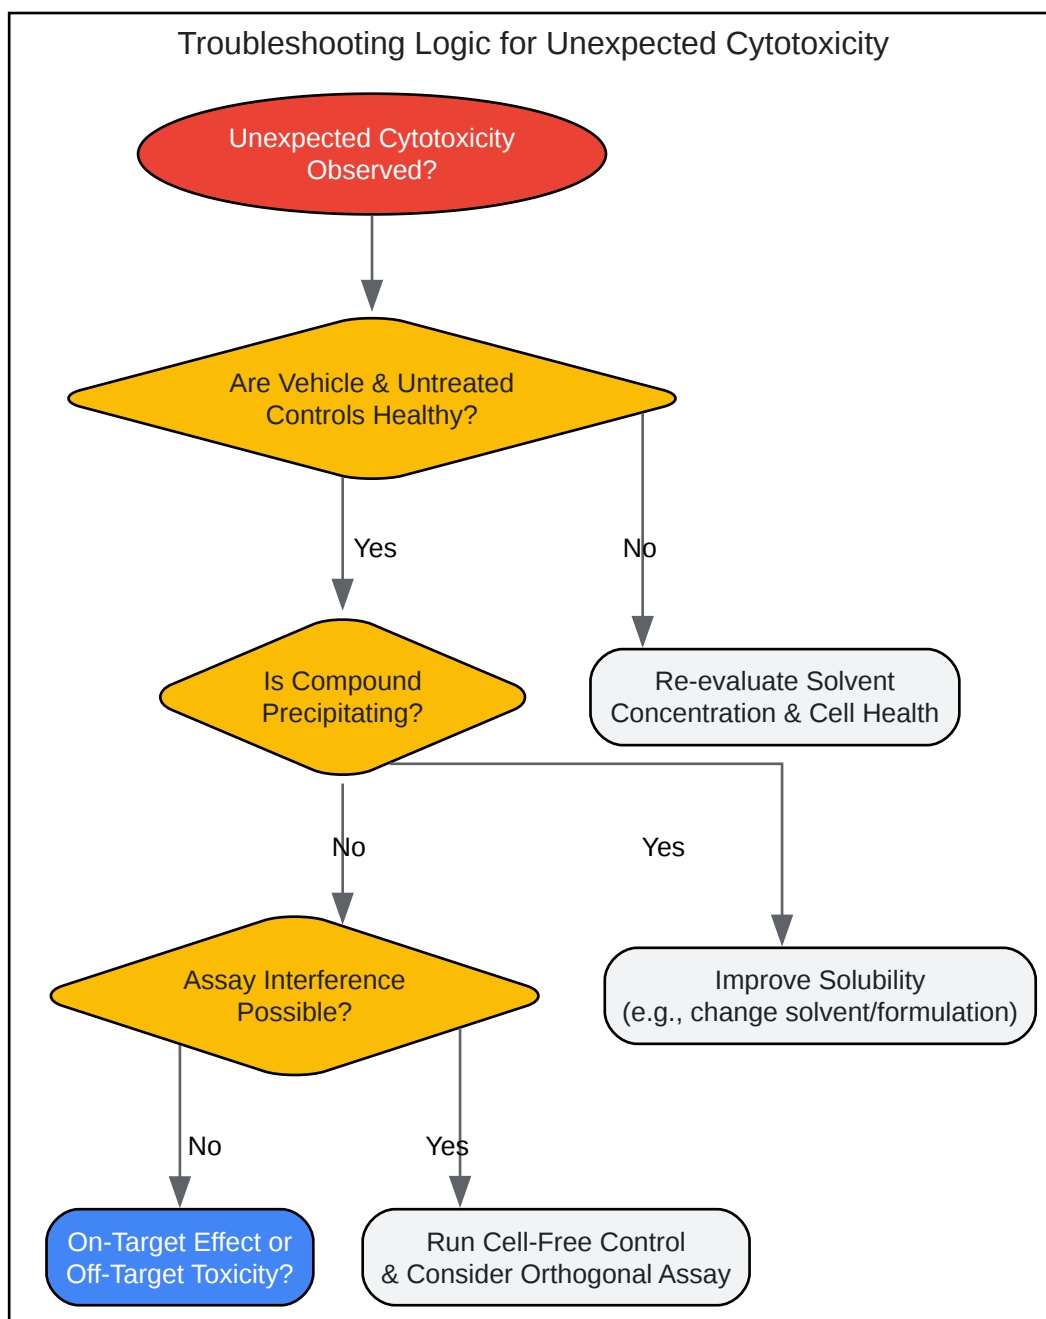 Troubleshooting Logic for Unexpected Cytotoxicity
Unexpected Cytotoxicity
Observed?
Are Vehicle & Untreated
Controls Healthy?
Yes
No
Is Compound
Precipitating?
Re-evaluate Solvent
Concentration & Cell Health
No
Yes
Assay Interference
Possible?
Improve Solubility
(e.g., change solvent/formulation)
No
Yes
On-Target Effect or
Off-Target Toxicity?
Run Cell-Free Control
& Consider Orthogonal Assay